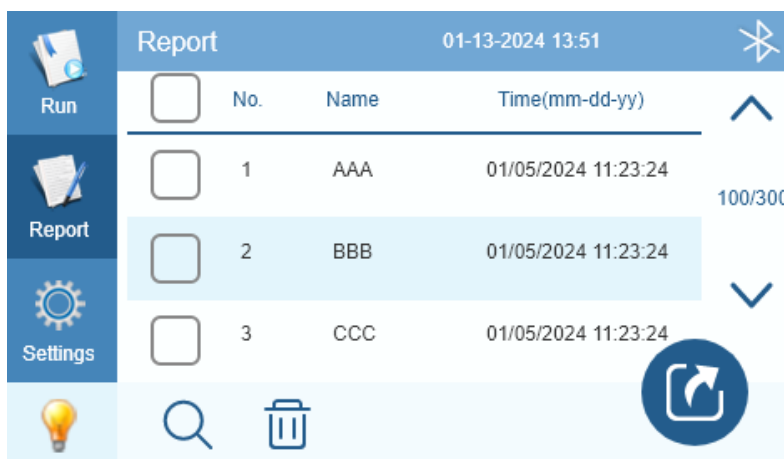 Report 01-13-2024 13:51
Run
No. Name Time(mm-dd-yy)
1 AAA 01/05/2024 11:23:24
100/300
Report
2 BBB 01/05/2024 11:23:24
3 CCC 01/05/2024 11:23:24
Settings